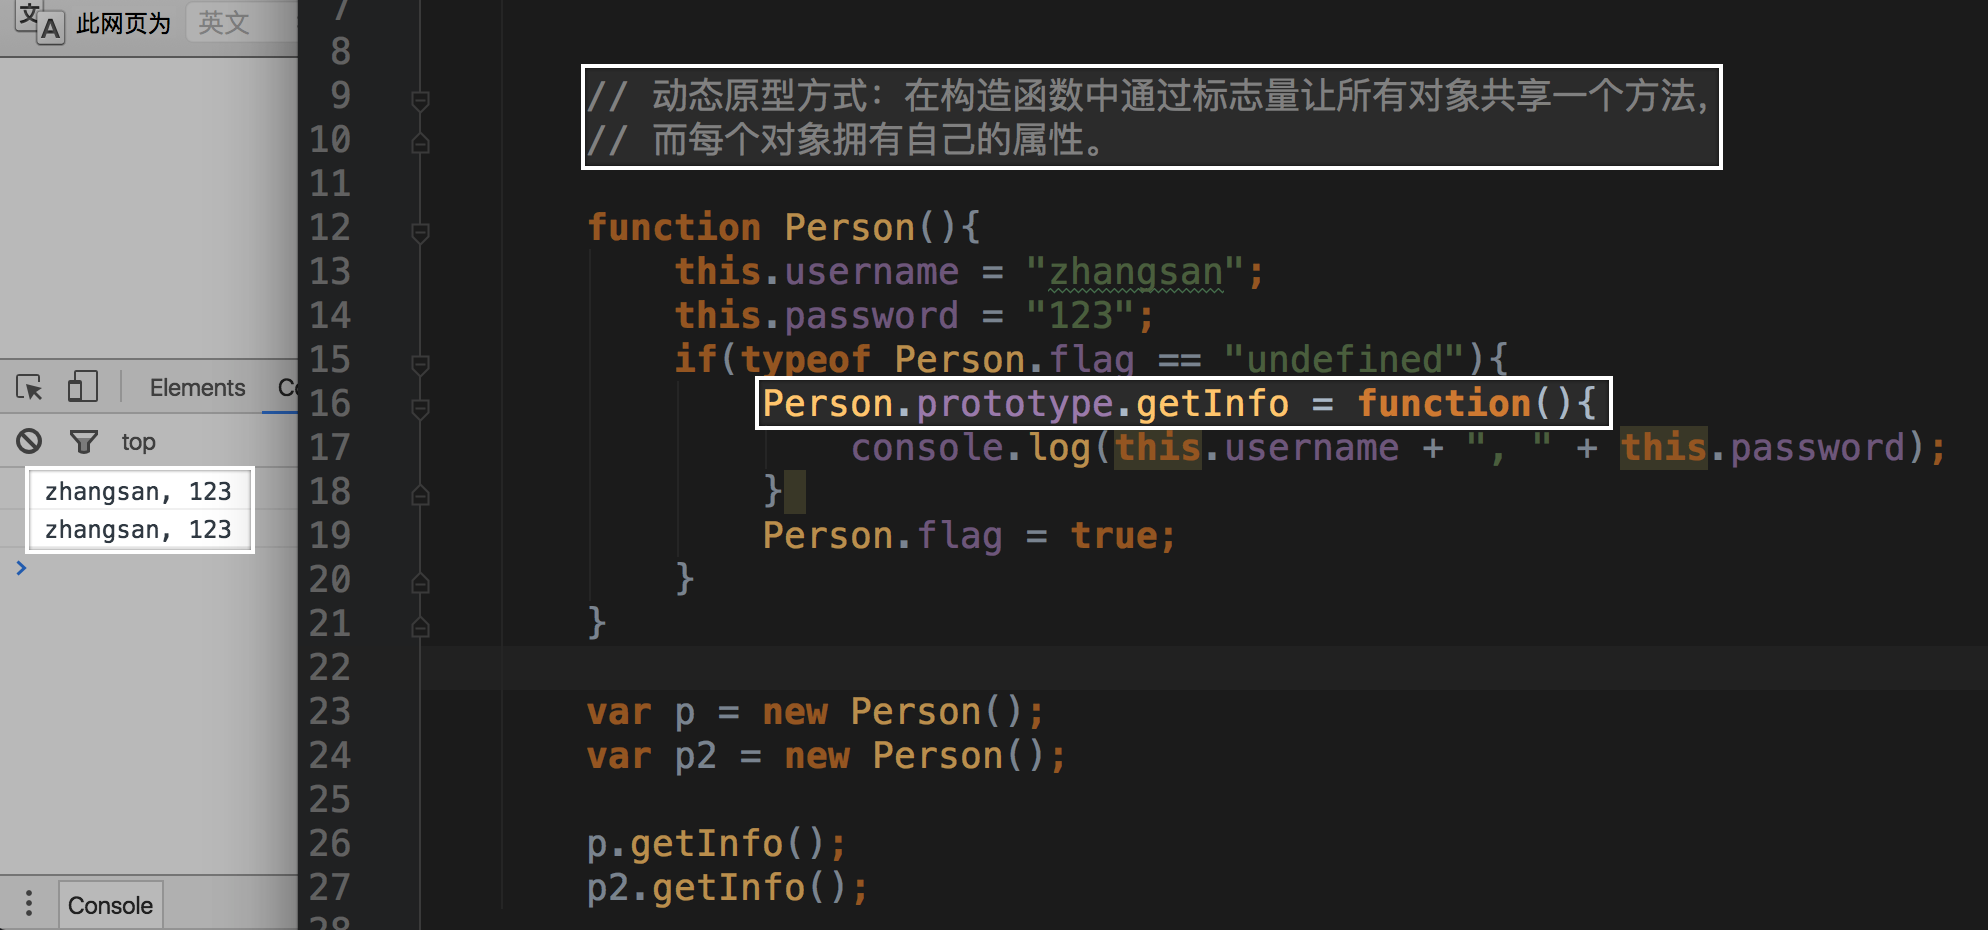 此网页为 英文
Elements
top
zhangsan, 123
zhangsan, 123
Console
7
8
9 // 动态原型方式：在构造函数中通过标志量让所有对象共享一个方法，
10 // 而每个对象拥有自己的属性。
11
12 function Person(){
13 this.username = "zhangsan";
14 this.password = "123";
15 if(typeof Person.flag == "undefined"){
16 Person.prototype.getInfo = function(){
17 console.log(this.username + ", " + this.password);
18 }
19 Person.flag = true;
20 }
21 }
22
23 var p = new Person();
24 var p2 = new Person();
25
26 p.getInfo();
27 p2.getInfo();
28